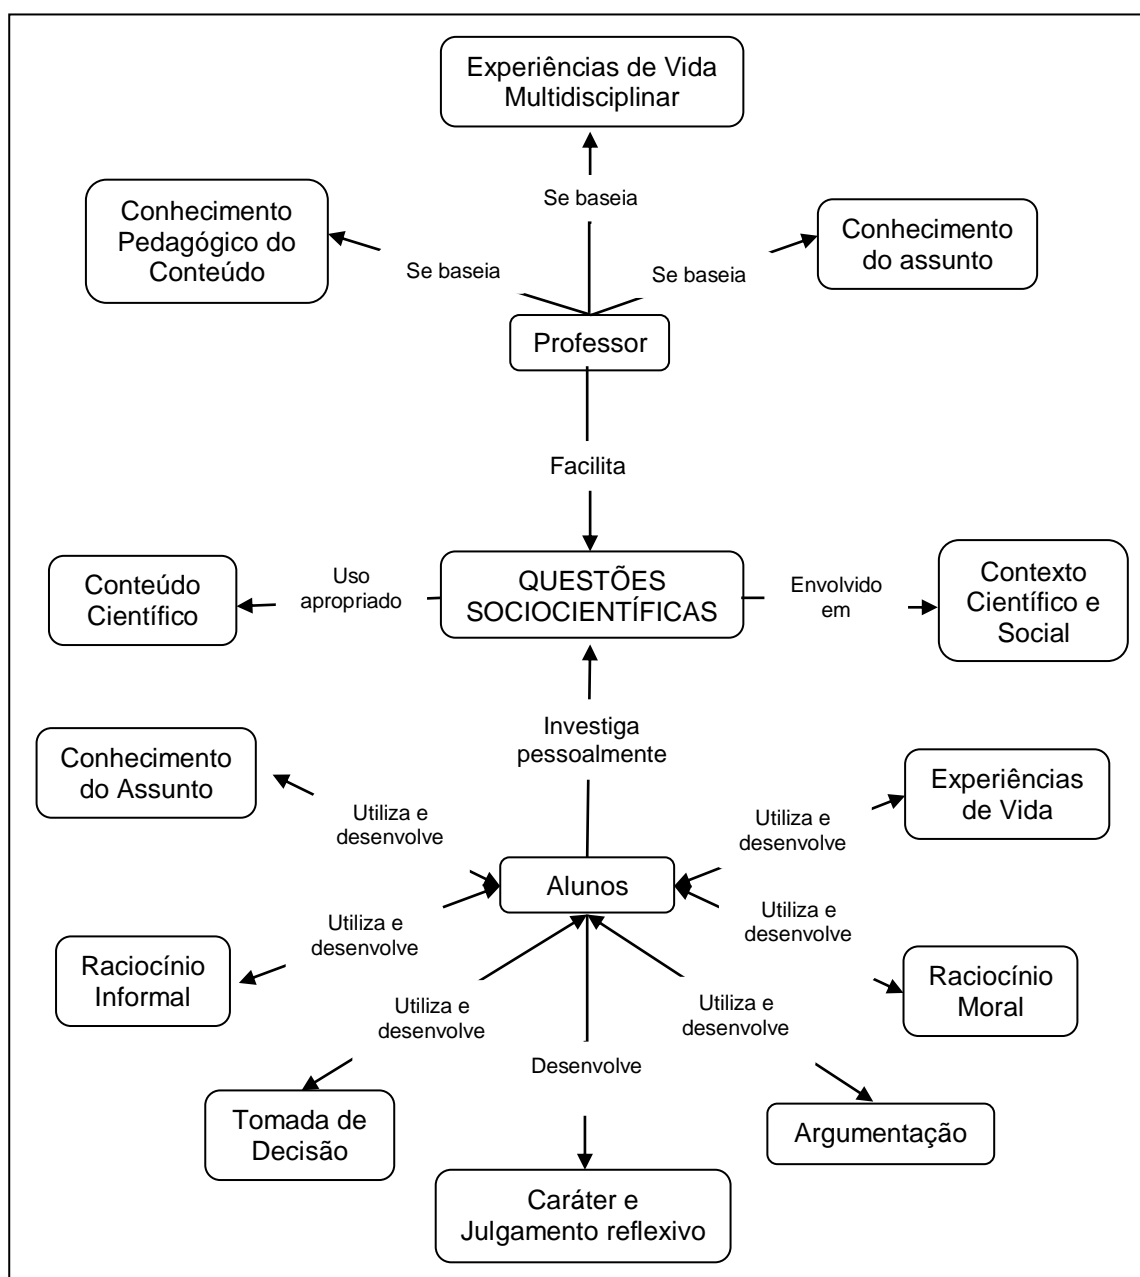 Experiências de Vida
Multidisciplinar
Se baseia
Conhecimento
Pedagógico do
Conteúdo
Conhecimento
do assunto
Se baseia
Se baseia
Professor
Facilita
Conteúdo
Científico
Uso
apropriado
QUESTÕES
SOCIOCIENTÍFICAS
Envolvido
em
Contexto
Científico e
Social
Investiga
pessoalmente
Conhecimento
do Assunto
Experiências
de Vida
Utiliza e
desenvolve
Utiliza e
desenvolve
Alunos
Utiliza e
desenvolve
Utiliza e
desenvolve
Raciocínio
Informal
Raciocínio
Moral
Utiliza e
desenvolve
Utiliza e
desenvolve
Desenvolve
Tomada de
Decisão
Argumentação
Caráter e
Julgamento reflexivo